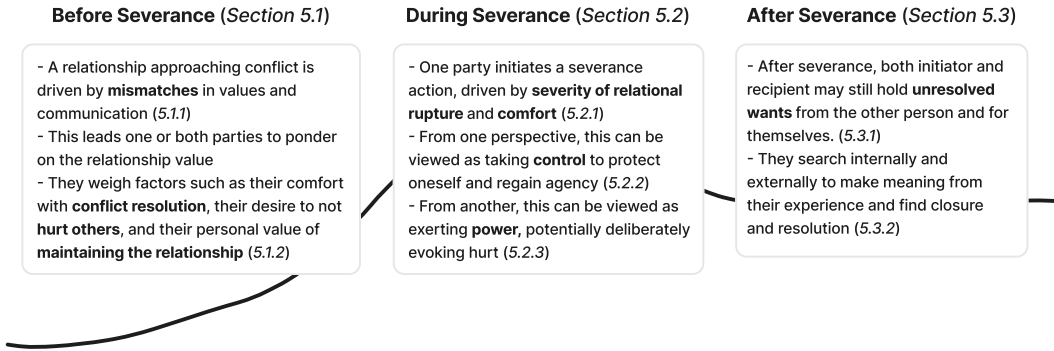 Before Severance (Section 5.1)
- A relationship approaching conflict is
driven by mismatches in values and
communication (5.1.1)
- This leads one or both parties to ponder
on the relationship value
- They weigh factors such as their comfort
with conflict resolution, their desire to not
hurt others, and their personal value of
maintaining the relationship (5.1.2)
During Severance (Section 5.2)
- One party initiates a severance
action, driven by severity of relational
rupture and comfort (5.2.1)
- From one perspective, this can be
viewed as taking control to protect
oneself and regain agency (5.2.2)
- From another, this can be viewed as
exerting power, potentially deliberately
evoking hurt (5.2.3)
After Severance (Section 5.3)
- After severance, both initiator and
recipient may still hold unresolved
wants from the other person and for
themselves. (5.3.1)
- They search internally and
externally to make meaning from
their experience and find closure
and resolution (5.3.2)